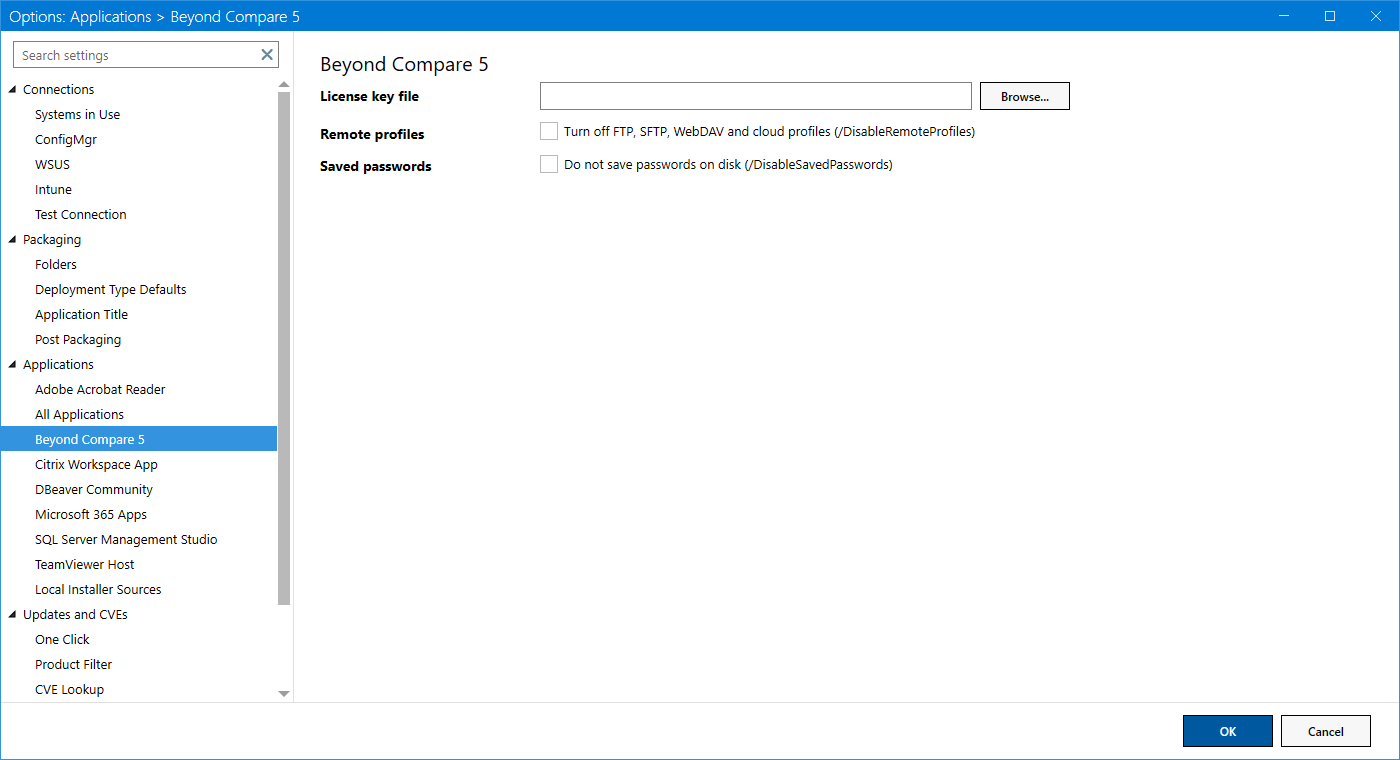 Options: Applications > Beyond Compare 5
Search settings
Connections
Systems in Use
ConfigMgr
WSUS
Intune
Test Connection
Packaging
Folders
Deployment Type Defaults
Application Title
Post Packaging
Applications
Adobe Acrobat Reader
All Applications
Beyond Compare 5
Citrix Workspace App
DBeaver Community
Microsoft 365 Apps
SQL Server Management Studio
TeamViewer Host
Local Installer Sources
Updates and CVEs
One Click
Product Filter
CVE Lookup
Beyond Compare 5
License key file Browse...
Remote profiles Turn off FTP, SFTP, WebDAV and cloud profiles (/DisableRemoteProfiles)
Saved passwords Do not save passwords on disk (/DisableSavedPasswords)
OK Cancel